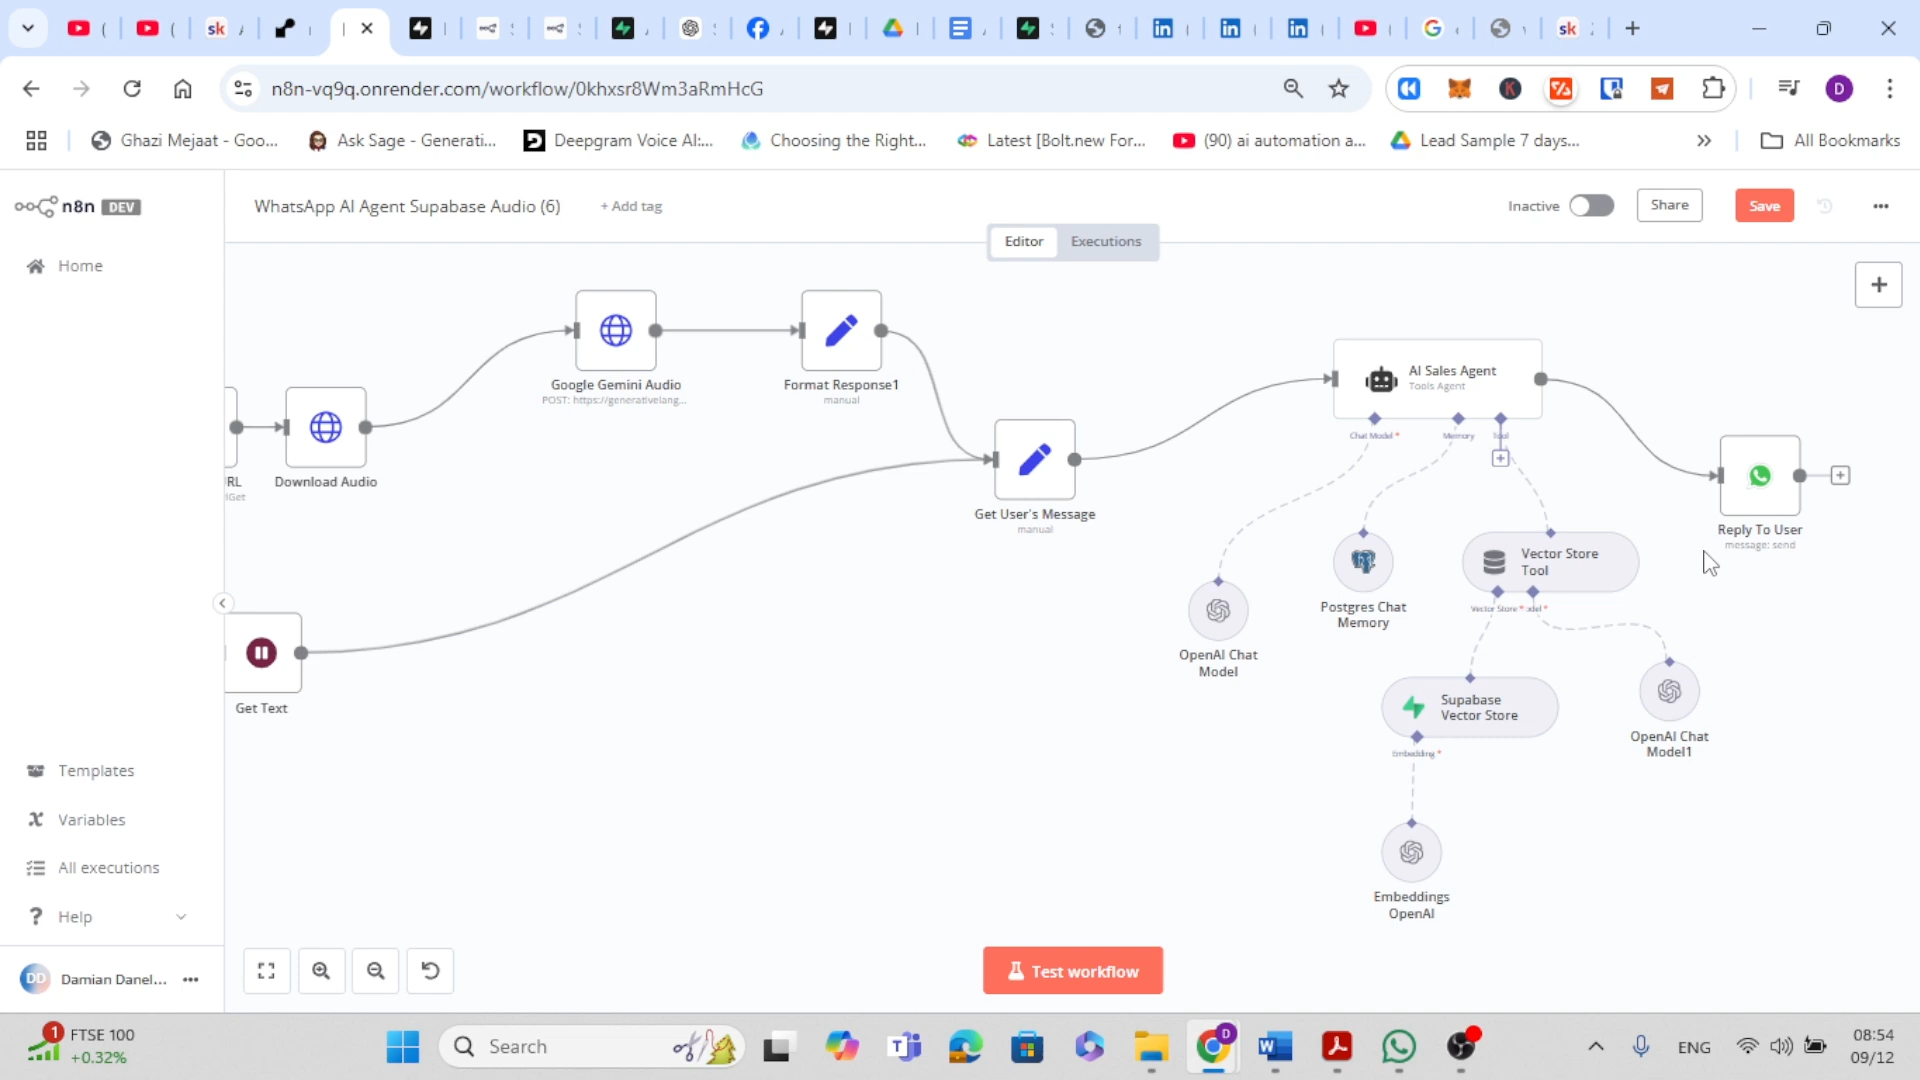 n8n-vq9q.onrender.com/workflow/0khxsr8Wm3aRmHcG
D
Ghazi Mejaat - Goo...
Ask Sage - Generati...
Deepgram Voice AI:...
Choosing the Right...
Latest [Bolt.new For...
(90) ai automation a...
Lead Sample 7 days...
All Bookmarks
n8n DEV
WhatsApp AI Agent Supabase Audio (6)
+ Add tag
Inactive
Share
Save
Editor
Executions
Home
Google Gemini Audio
POST: https://generativelang...
Format Response1
manual
AI Sales Agent
Tools Agent
Chat Model *
Memory
Tool
RL
lGet
Download Audio
Get User's Message
manual
Reply To User
message: send
Vector Store
Tool
Postgres Chat
Memory
Vector Store *
del *
OpenAI Chat
Model
Get Text
Supabase
Vector Store
Embedding *
OpenAI Chat
Model1
Embeddings
OpenAI
Templates
Variables
All executions
Help
DD
Damian Danel...
Test workflow
1
FTSE 100
+0.32%
Search
ENG
08:54
09/12